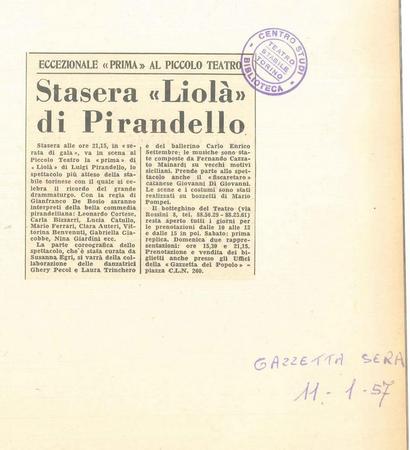 ECCEZIONALE «PRIMA» AL PICCOLO TEATRO
Stasera «Liolà»
di Pirandello
Stasera alle ore 21,15, in «se-
rata di gala», va in scena al
Piccolo Teatro la «prima» di
« Liolà » di Luigi Pirandello, lo
spettacolo più atteso della sta-
bile torinese con il quale si ce-
lebra il ricordo del grande
drammaturgo. Con la regia di
Gianfranco De Bosio saranno
interpreti della bella commedia
pirandelliana: Leonardo Cortese,
Carla Bizzarri, Lucia Catullo,
Mario Ferrari, Clara Auteri, Vit-
torina Benvenuti, Gabriella Gia-
cobbe, Nina Giardini ecc.
La parte coreografica dello
spettacolo, che è stata curata da
Susanna Egri, si varrà della col-
laborazione delle danzatrici
Ghery Pecol e Laura Trinchero
e del ballerino Carlo Enrico
Settembre; le musiche sono sta-
te composte da Fernando Cazza-
to Mainardi su vecchi motivi
siciliani. Prende parte allo spet-
tacolo anche il «fiscaretaro»
catanese Giovanni Di Giovanni.
Le scene e i costumi sono stati
realizzati su bozzetti di Mario
Pompei.
Il botteghino del Teatro (via
Rossini 8, tel. 88.50.29 -
resta aperto tutti i giorni per
le prenotazioni dalle 10 alle 12
e dalle 15 in poi. Sabato: prima
replica. Domenica due rappre-
sentazioni: ore 15,30 e 21,15.
Prenotazione e vendita dei bi-
glietti anche presso gli Uffici
della «Gazzetta del Popolo» -
piazza C.L.N. 260.
CENTRO STUDI
TEATRO
STABILE
TORINO
BIBLIOTECA
GAZZETTA SERA
11-1-57